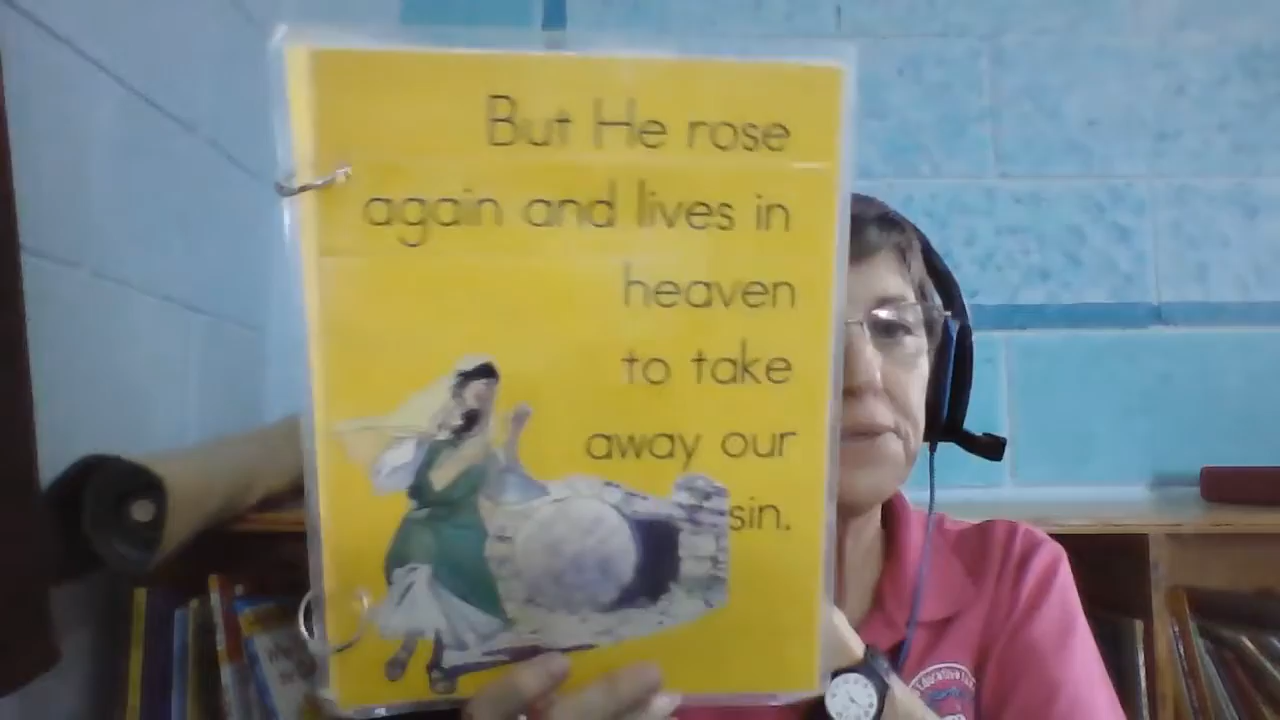 But He rose
again and lives in
heaven
to take
away our
sin.